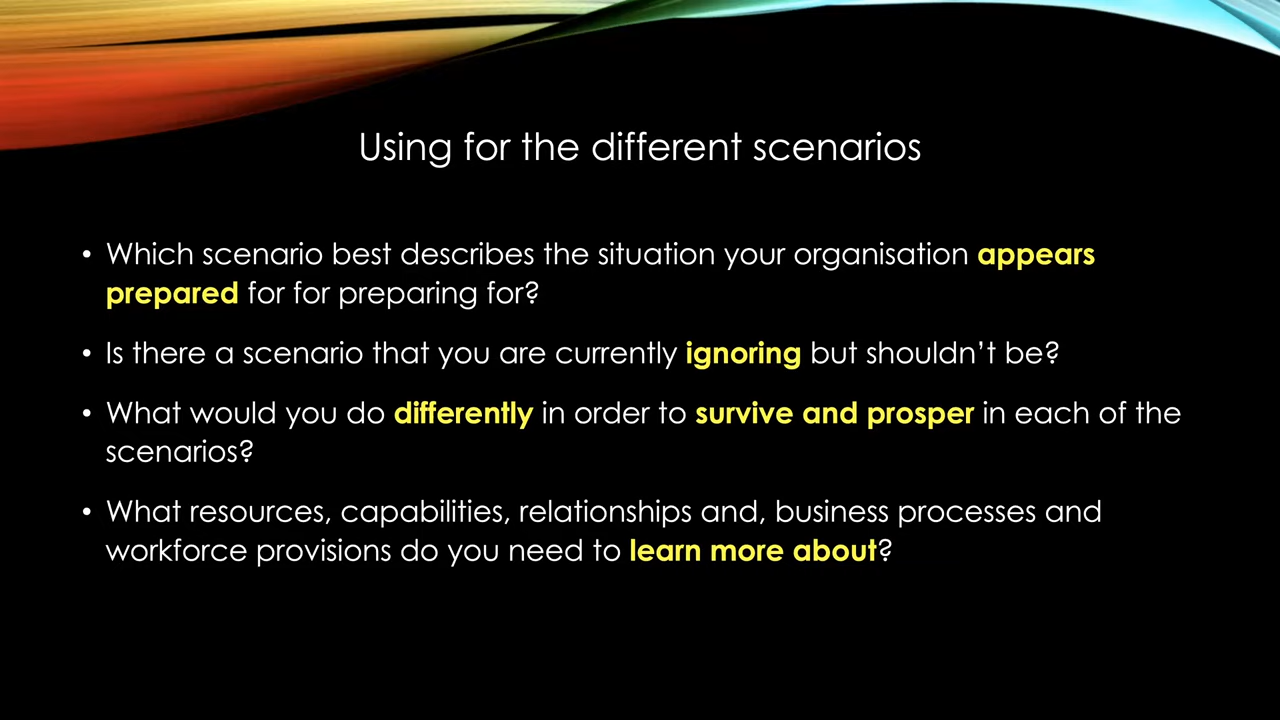 Using for the different scenarios
• Which scenario best describes the situation your organisation appears
prepared for for preparing for?
• Is there a scenario that you are currently ignoring but shouldn’t be?
• What would you do differently in order to survive and prosper in each of the
scenarios?
• What resources, capabilities, relationships and, business processes and
workforce provisions do you need to learn more about?